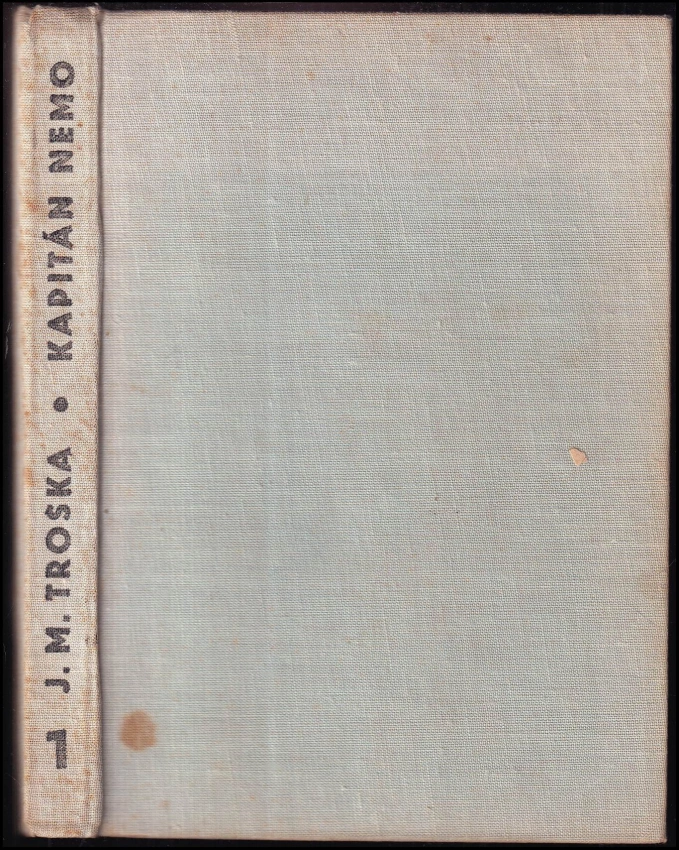 1 J. M. TROSKA • KAPITÁN NEMO